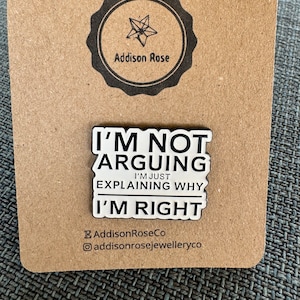 Addison Rose
I'M NOT
ARGUING
I'M JUST
EXPLAINING WHY
I'M RIGHT
AddisonRoseCo
addisonrosejewelleryco